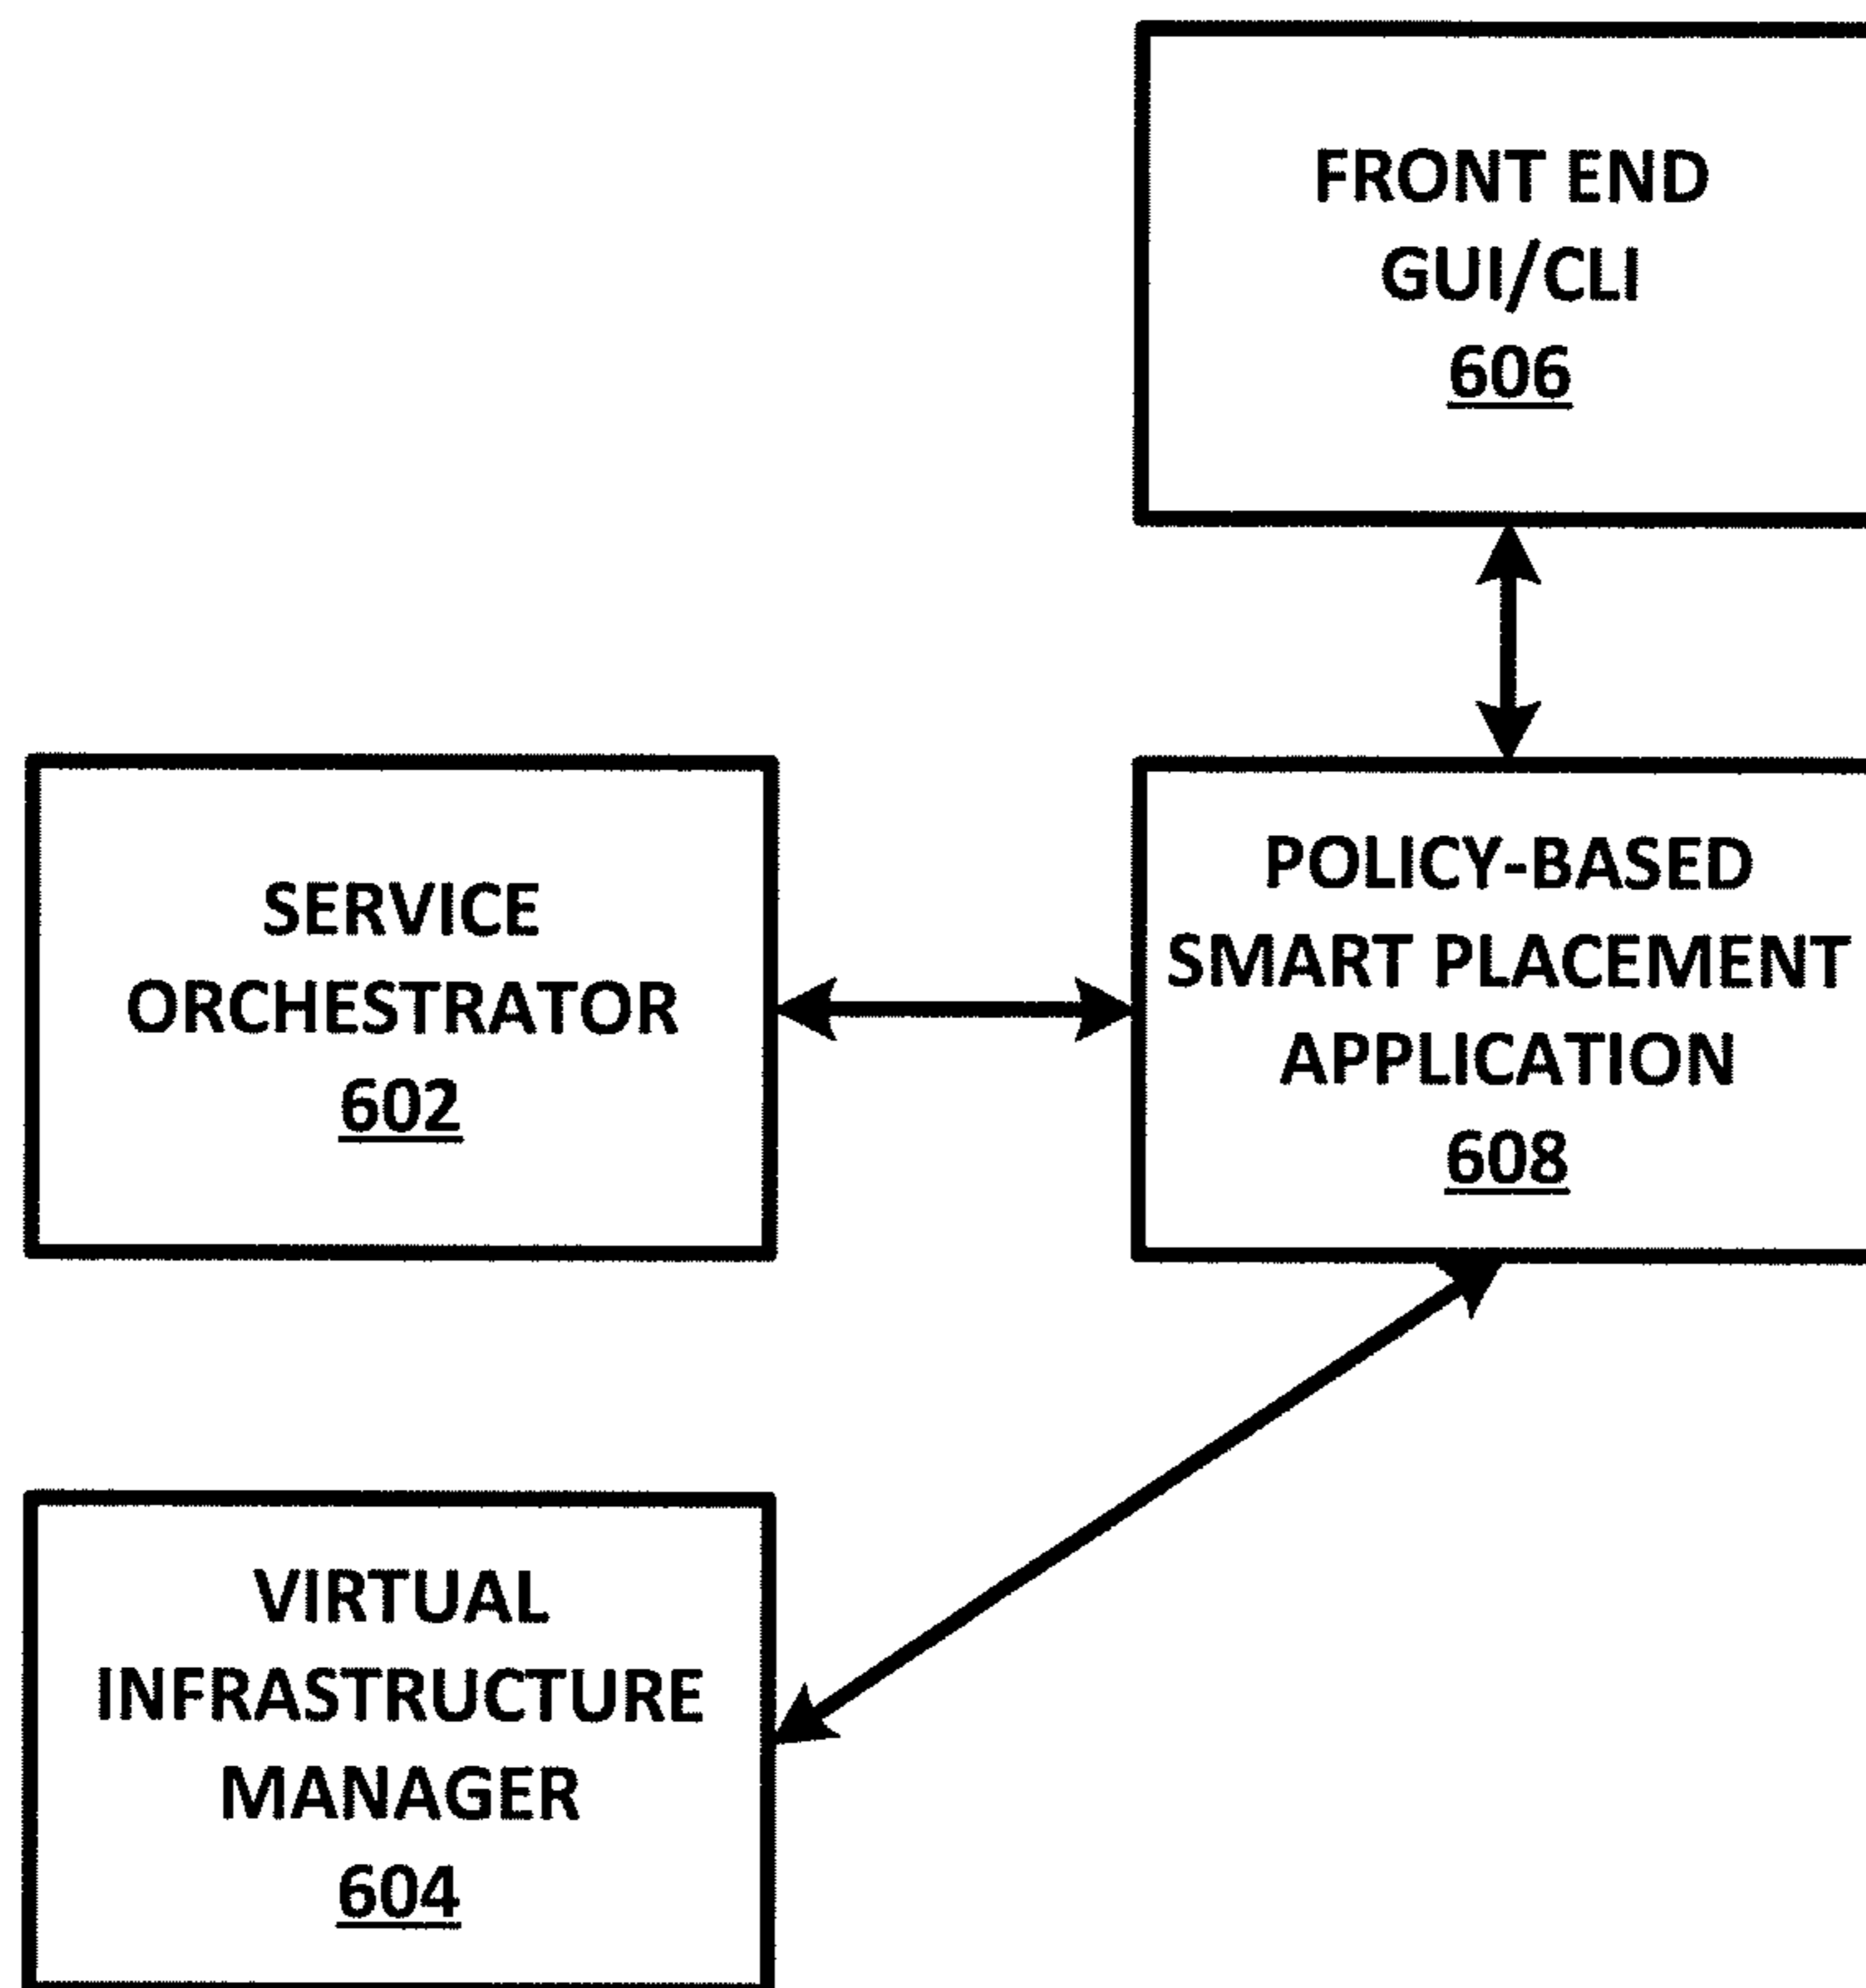 FRONT END
GUI/CLI
606
SERVICE
ORCHESTRATOR
602
POLICY-BASED
SMART PLACEMENT
APPLICATION
608
VIRTUAL
INFRASTRUCTURE
MANAGER
604